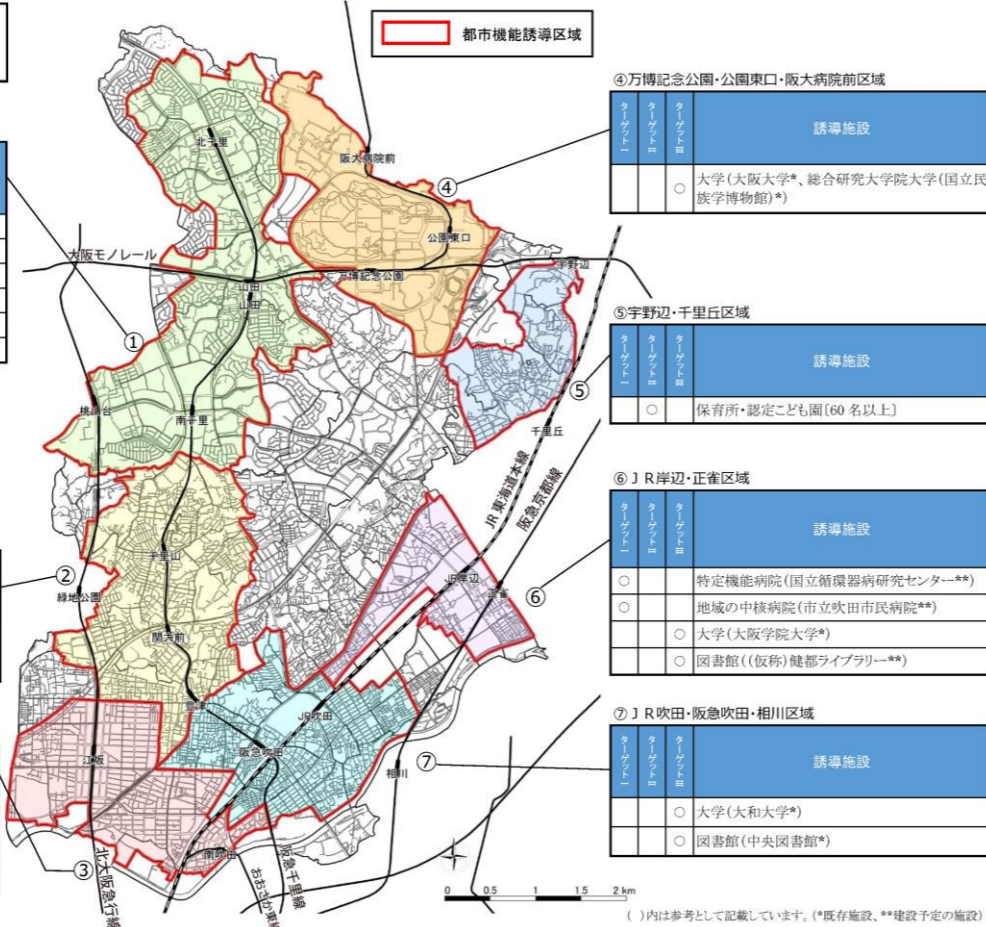 都市機能誘導区域
④万博記念公園・公園東口・阪大病院前区域
ターゲットⅠ
ターゲットⅡ
ターゲットⅢ
誘導施設
○
大学(大阪大学*、総合研究大学院大学(国立民
族学博物館)*)
⑤宇野辺・千里丘区域
ターゲットⅠ
ターゲットⅡ
ターゲットⅢ
誘導施設
○
保育所・認定こども園〔60名以上〕
⑥JR岸辺・正雀区域
ターゲットⅠ
ターゲットⅡ
ターゲットⅢ
誘導施設
○ 特定機能病院(国立循環器病研究センター**)
○ 地域の中核病院(市立吹田市民病院**)
○ 大学(大阪学院大学*)
○ 図書館((仮称)健都ライブラリー**)
⑦JR吹田・阪急吹田・相川区域
ターゲットⅠ
ターゲットⅡ
ターゲットⅢ
誘導施設
○ 大学(大和大学*)
○ 図書館(中央図書館*)
北千里
阪大病院前
④
公園東口
大阪モノレール
万博記念公園
宇野辺
山田
山田
①
⑤
桃山台
南千里
千里丘
JR東海道本線
阪急京都線
千里山
②
緑地公園
JR岸辺
正雀
⑥
関大前
豊津
JR吹田
江坂
阪急吹田
相川
⑦
南吹田
③
北大阪急行線
阪急千里線
おおさか東
0 0.5 1 1.5 2 km
( )内は参考として記載しています。(*既存施設、**建設予定の施設)